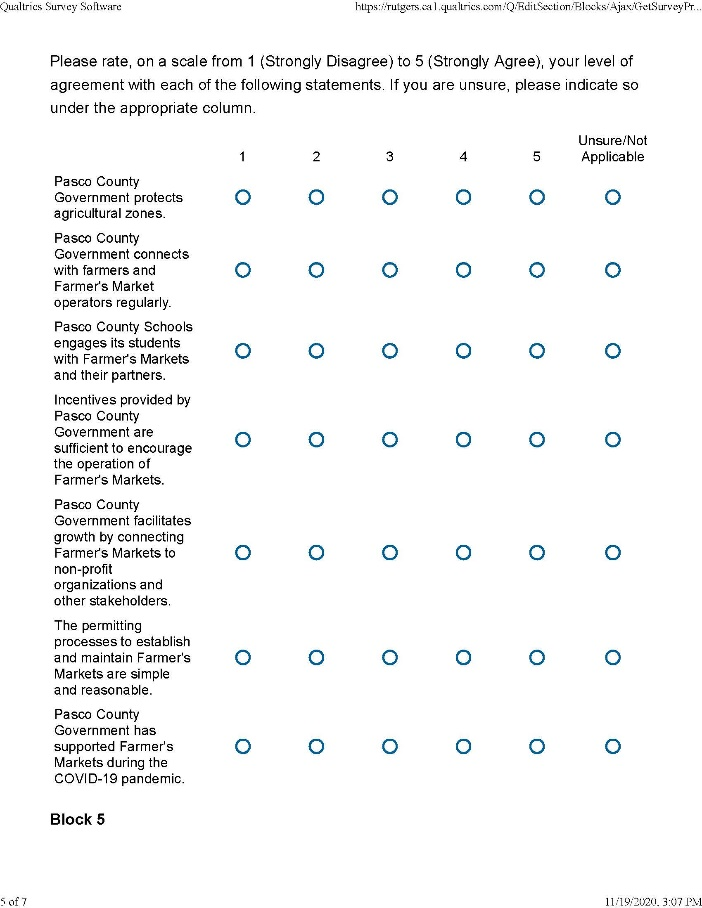 Qualtrics Survey Software
https://rutgers.ca1.qualtrics.com/Q/EditSection/Blocks/Ajax/GetSurveyPr...
Please rate, on a scale from 1 (Strongly Disagree) to 5 (Strongly Agree), your level of
agreement with each of the following statements. If you are unsure, please indicate so
under the appropriate column.
Unsure/Not
1 2 3 4 5 Applicable
Pasco County
Government protects
agricultural zones.
Pasco County
Government connects
with farmers and
Farmer's Market
operators regularly.
Pasco County Schools
engages its students
with Farmer's Markets
and their partners.
Incentives provided by
Pasco County
Government are
sufficient to encourage
the operation of
Farmer's Markets.
Pasco County
Government facilitates
growth by connecting
Farmer's Markets to
non-profit
organizations and
other stakeholders.
The permitting
processes to establish
and maintain Farmer's
Markets are simple
and reasonable.
Pasco County
Government has
supported Farmer's
Markets during the
COVID-19 pandemic.
Block 5
5 of 7
11/19/2020, 3:07 PM